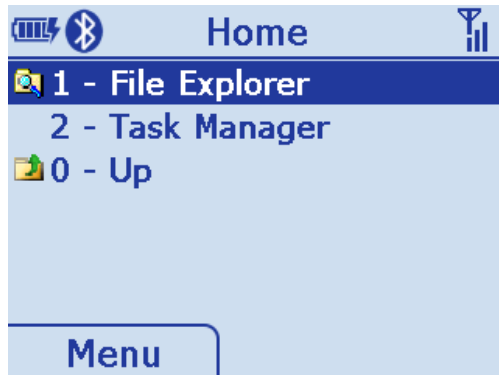 Home
1 - File Explorer
2 - Task Manager
0 - Up
Menu